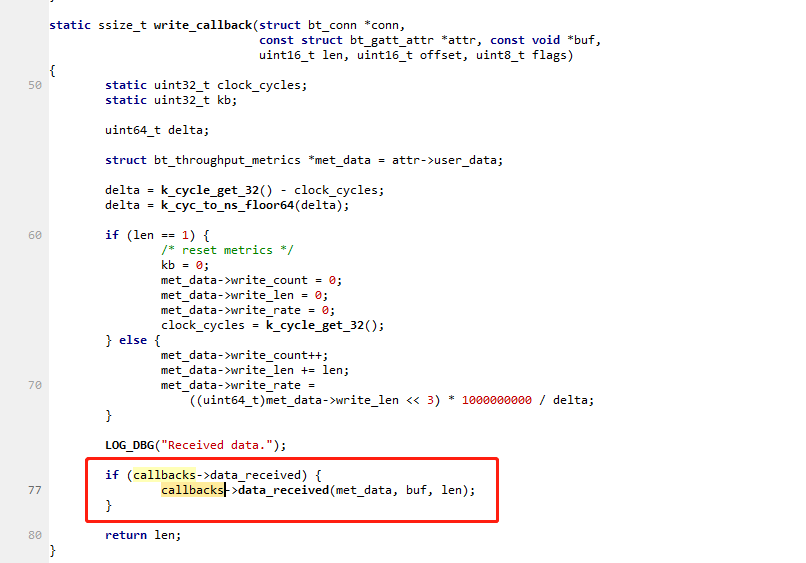 static ssize_t write_callback(struct bt_conn *conn,
                              const struct bt_gatt_attr *attr, const void *buf,
                              uint16_t len, uint16_t offset, uint8_t flags)
{
50        static uint32_t clock_cycles;
        static uint32_t kb;

        uint64_t delta;

        struct bt_throughput_metrics *met_data = attr->user_data;

        delta = k_cycle_get_32() - clock_cycles;
        delta = k_cyc_to_ns_floor64(delta);

60        if (len == 1) {
                /* reset metrics */
                kb = 0;
                met_data->write_count = 0;
                met_data->write_len = 0;
                met_data->write_rate = 0;
                clock_cycles = k_cycle_get_32();
        } else {
                met_data->write_count++;
                met_data->write_len += len;
70                met_data->write_rate =
                    ((uint64_t)met_data->write_len << 3) * 1000000000 / delta;
        }

        LOG_DBG("Received data.");

        if (callbacks->data_received) {
77                callbacks->data_received(met_data, buf, len);
        }

80        return len;
}